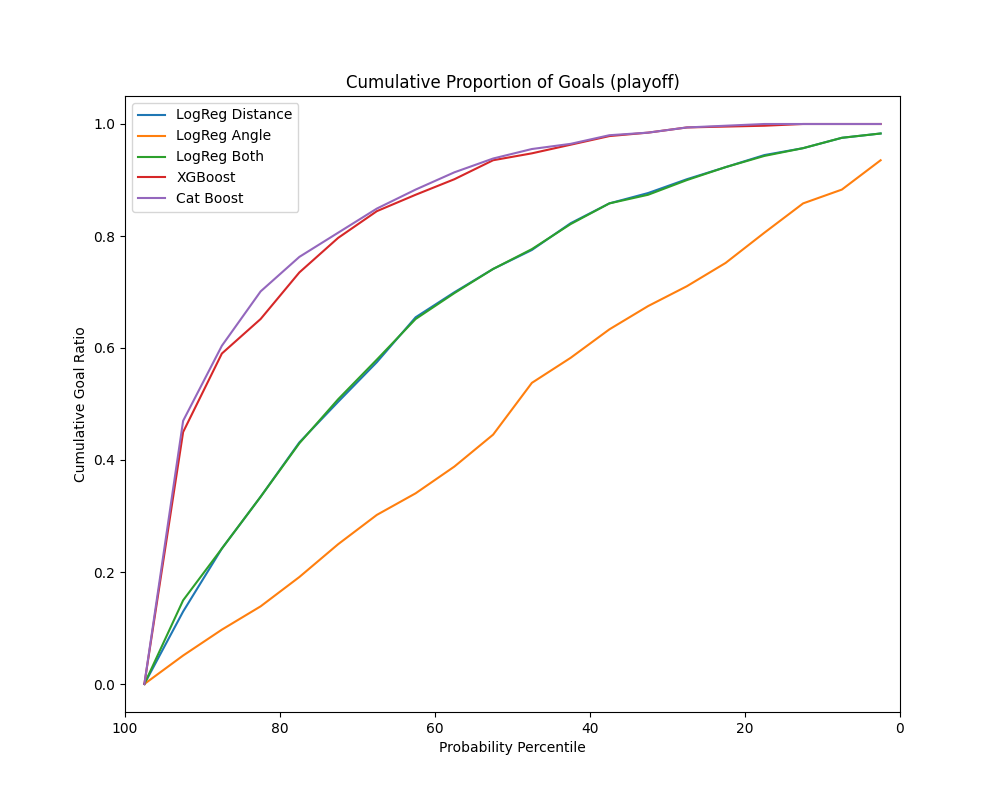 Cumulative Proportion of Goals (playoff)
LogReg Distance
LogReg Angle
LogReg Both
XGBoost
Cat Boost
Cumulative Goal Ratio
1.0
0.8
0.6
0.4
0.2
0.0
100 80 60 40 20 0
Probability Percentile